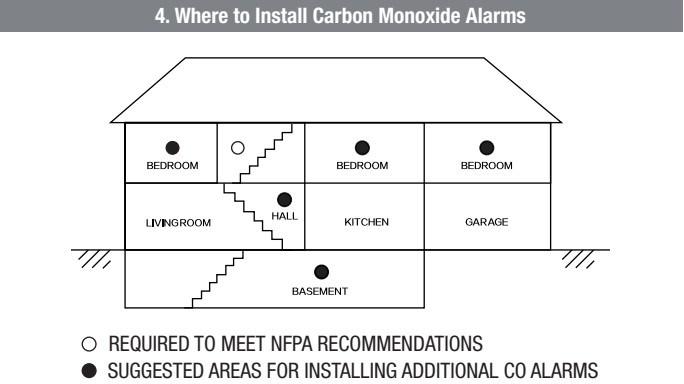 4. Where to Install Carbon Monoxide Alarms
BEDROOM
BEDROOM
BEDROOM
LIVINGROOM
HALL
KITCHEN
GARAGE
BASEMENT
REQUIRED TO MEET NFPA RECOMMENDATIONS
SUGGESTED AREAS FOR INSTALLING ADDITIONAL CO ALARMS